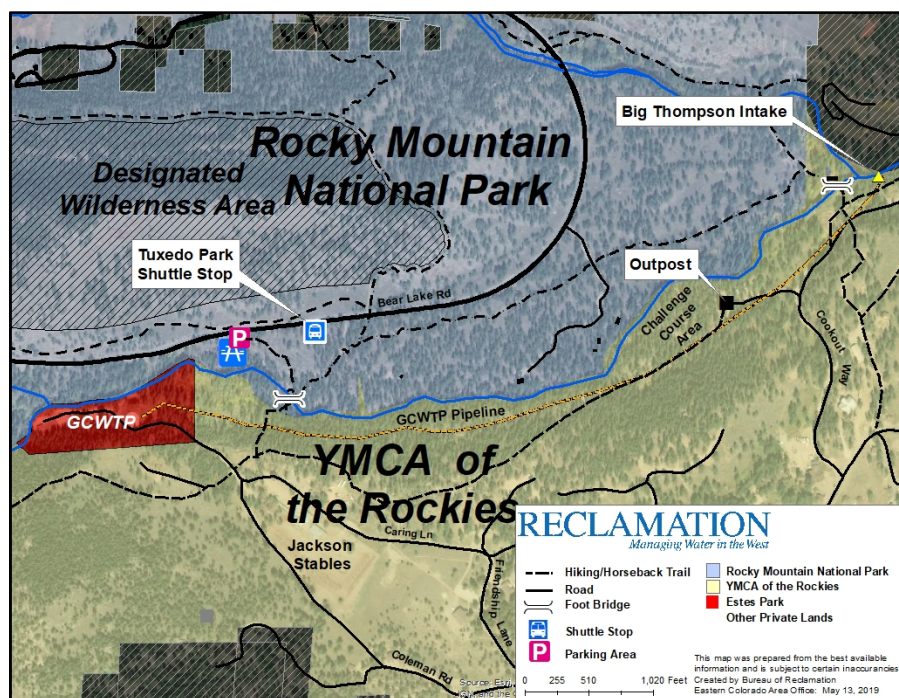 Big Thompson Intake
Rocky Mountain
National Park
Designated
Wilderness Area
Tuxedo Park
Shuttle Stop
Outpost
Bear Lake Rd
P
Challenge
Course
Area
Cookout Way
GCWTP
GCWTP Pipeline
YMCA of
the Rockies
Caring Ln
Jackson
Stables
Friendship Lane
Coleman Rd
RECLAMATION
Managing Water in the West
Hiking/Horseback Trail
Road
Foot Bridge
Shuttle Stop
P Parking Area
Rocky Mountain National Park
YMCA of the Rockies
Estes Park
Other Private Lands
0 255 510 1,020 Feet
This map was prepared from the best available
information and is subject to certain inaccuracies
Created by Bureau of Reclamation
Eastern Colorado Area Office: May 13, 2019
Source: Esri,
and the